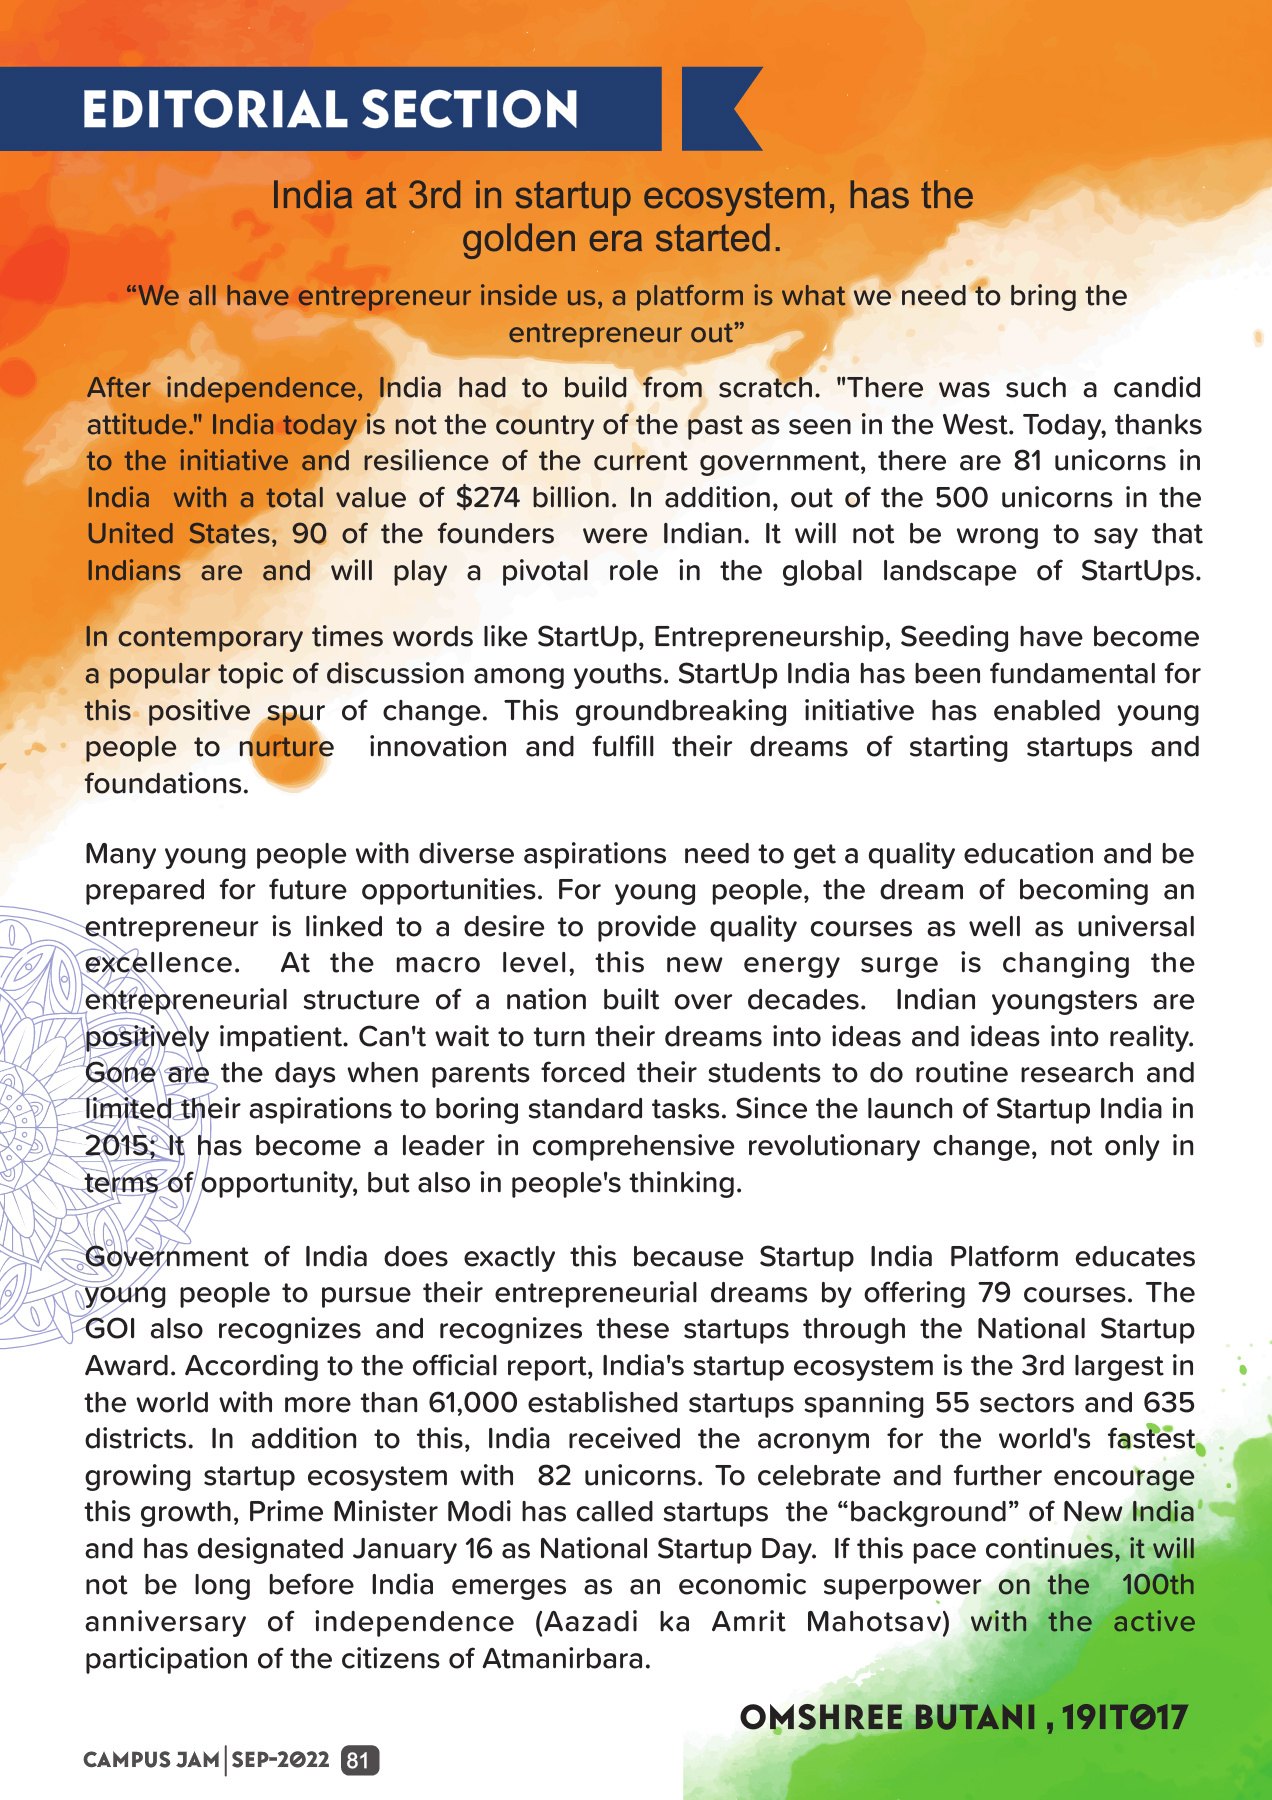 EDITORIAL SECTION
India at 3rd in startup ecosystem, has the
golden era started.
“We all have entrepreneur inside us, a platform is what we need to bring the
entrepreneur out”
After independence, India had to build from scratch. "There was such a candid
attitude." India today is not the country of the past as seen in the West. Today, thanks
to the initiative and resilience of the current government, there are 81 unicorns in
India with a total value of $274 billion. In addition, out of the 500 unicorns in the
United States, 90 of the founders were Indian. It will not be wrong to say that
Indians are and will play a pivotal role in the global landscape of StartUps.
In contemporary times words like StartUp, Entrepreneurship, Seeding have become
a popular topic of discussion among youths. StartUp India has been fundamental for
this positive spur of change. This groundbreaking initiative has enabled young
people to nurture innovation and fulfill their dreams of starting startups and
foundations.
Many young people with diverse aspirations need to get a quality education and be
prepared for future opportunities. For young people, the dream of becoming an
entrepreneur is linked to a desire to provide quality courses as well as universal
excellence. At the macro level, this new energy surge is changing the
entrepreneurial structure of a nation built over decades. Indian youngsters are
positively impatient. Can't wait to turn their dreams into ideas and ideas into reality.
Gone are the days when parents forced their students to do routine research and
limited their aspirations to boring standard tasks. Since the launch of Startup India in
2015; It has become a leader in comprehensive revolutionary change, not only in
terms of opportunity, but also in people's thinking.
Government of India does exactly this because Startup India Platform educates
young people to pursue their entrepreneurial dreams by offering 79 courses. The
GOI also recognizes and recognizes these startups through the National Startup
Award. According to the official report, India's startup ecosystem is the 3rd largest in
the world with more than 61,000 established startups spanning 55 sectors and 635
districts. In addition to this, India received the acronym for the world's fastest
growing startup ecosystem with 82 unicorns. To celebrate and further encourage
this growth, Prime Minister Modi has called startups the “background” of New India
and has designated January 16 as National Startup Day. If this pace continues, it will
not be long before India emerges as an economic superpower on the 100th
anniversary of independence (Aazadi ka Amrit Mahotsav) with the active
participation of the citizens of Atmanirbara.
OMSHREE BUTANI , 19IT017
CAMPUS JAM | SEP-2022 81